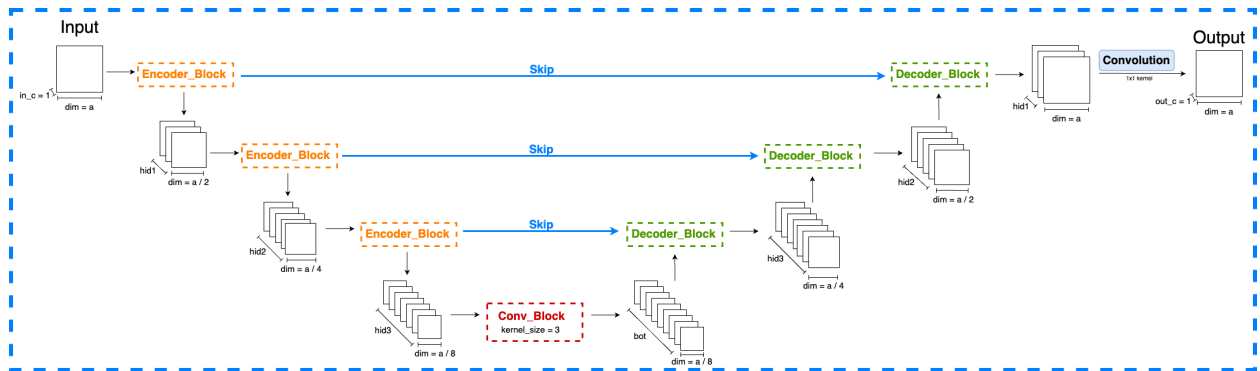 Input
Output
Encoder_Block
Skip
Decoder_Block
Convolution
1x1 kernel
in_c = 1
dim = a
hid1
dim = a
out_c = 1
dim = a
hid1
dim = a / 2
Encoder_Block
Skip
Decoder_Block
hid2
dim = a / 2
hid2
dim = a / 4
Encoder_Block
Skip
Decoder_Block
hid3
dim = a / 4
hid3
dim = a / 8
Conv_Block
kernel_size = 3
bot
dim = a / 8